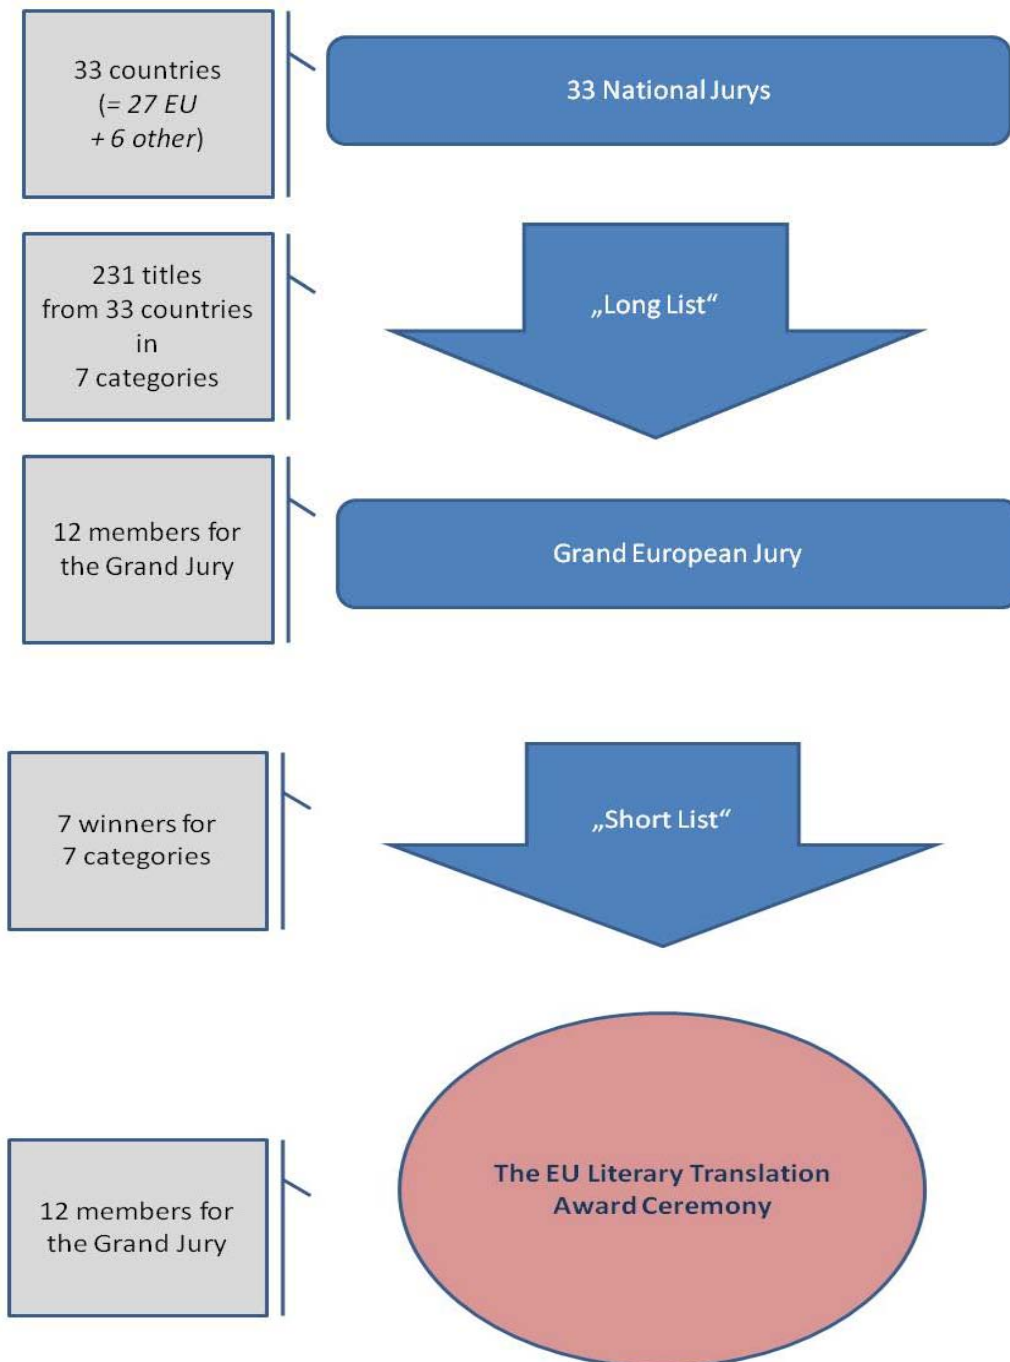 33 countries
(= 27 EU
+ 6 other)
33 National Jurys
231 titles
from 33 countries
in
7 categories
„Long List“
12 members for
the Grand Jury
Grand European Jury
7 winners for
7 categories
„Short List“
12 members for
the Grand Jury
The EU Literary Translation
Award Ceremony